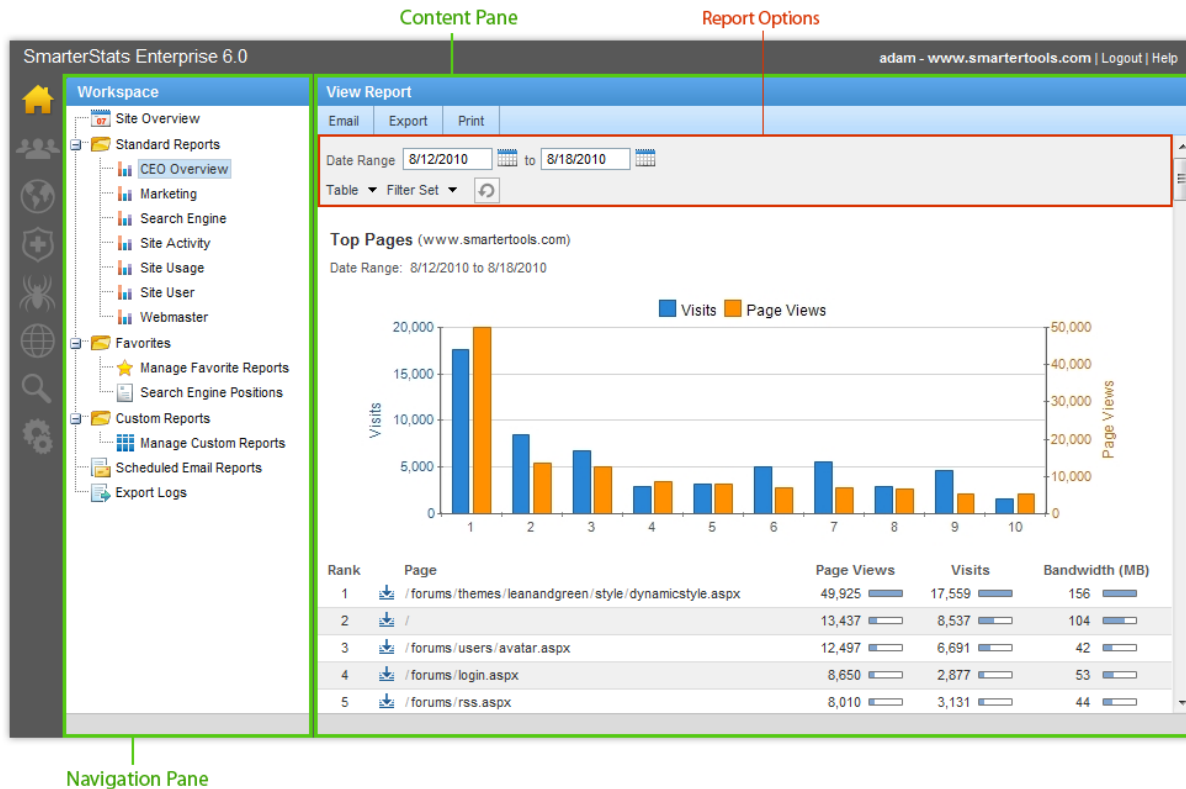 Content Pane
Report Options
SmarterStats Enterprise 6.0
adam - www.smartertools.com | Logout | Help
Workspace
07 Site Overview
Standard Reports
CEO Overview
Marketing
Search Engine
Site Activity
Site Usage
Site User
Webmaster
Favorites
Manage Favorite Reports
Search Engine Positions
Custom Reports
Manage Custom Reports
Scheduled Email Reports
Export Logs
View Report
Email Export Print
Date Range 8/12/2010 to 8/18/2010
Table Filter Set
Top Pages (www.smartertools.com)
Date Range: 8/12/2010 to 8/18/2010
Visits Page Views
20,000
15,000
10,000
5,000
0
Visits
50,000
40,000
30,000
20,000
10,000
0
Page Views
1 2 3 4 5 6 7 8 9 10
Rank Page Page Views Visits Bandwidth (MB)
1 /forums/themes/leanandgreen/style/dynamicstyle.aspx 49,925 17,559 156
2 / 13,437 8,537 104
3 /forums/users/avatar.aspx 12,497 6,691 42
4 /forums/login.aspx 8,650 2,877 53
5 /forums/rss.aspx 8,010 3,131 44
Navigation Pane